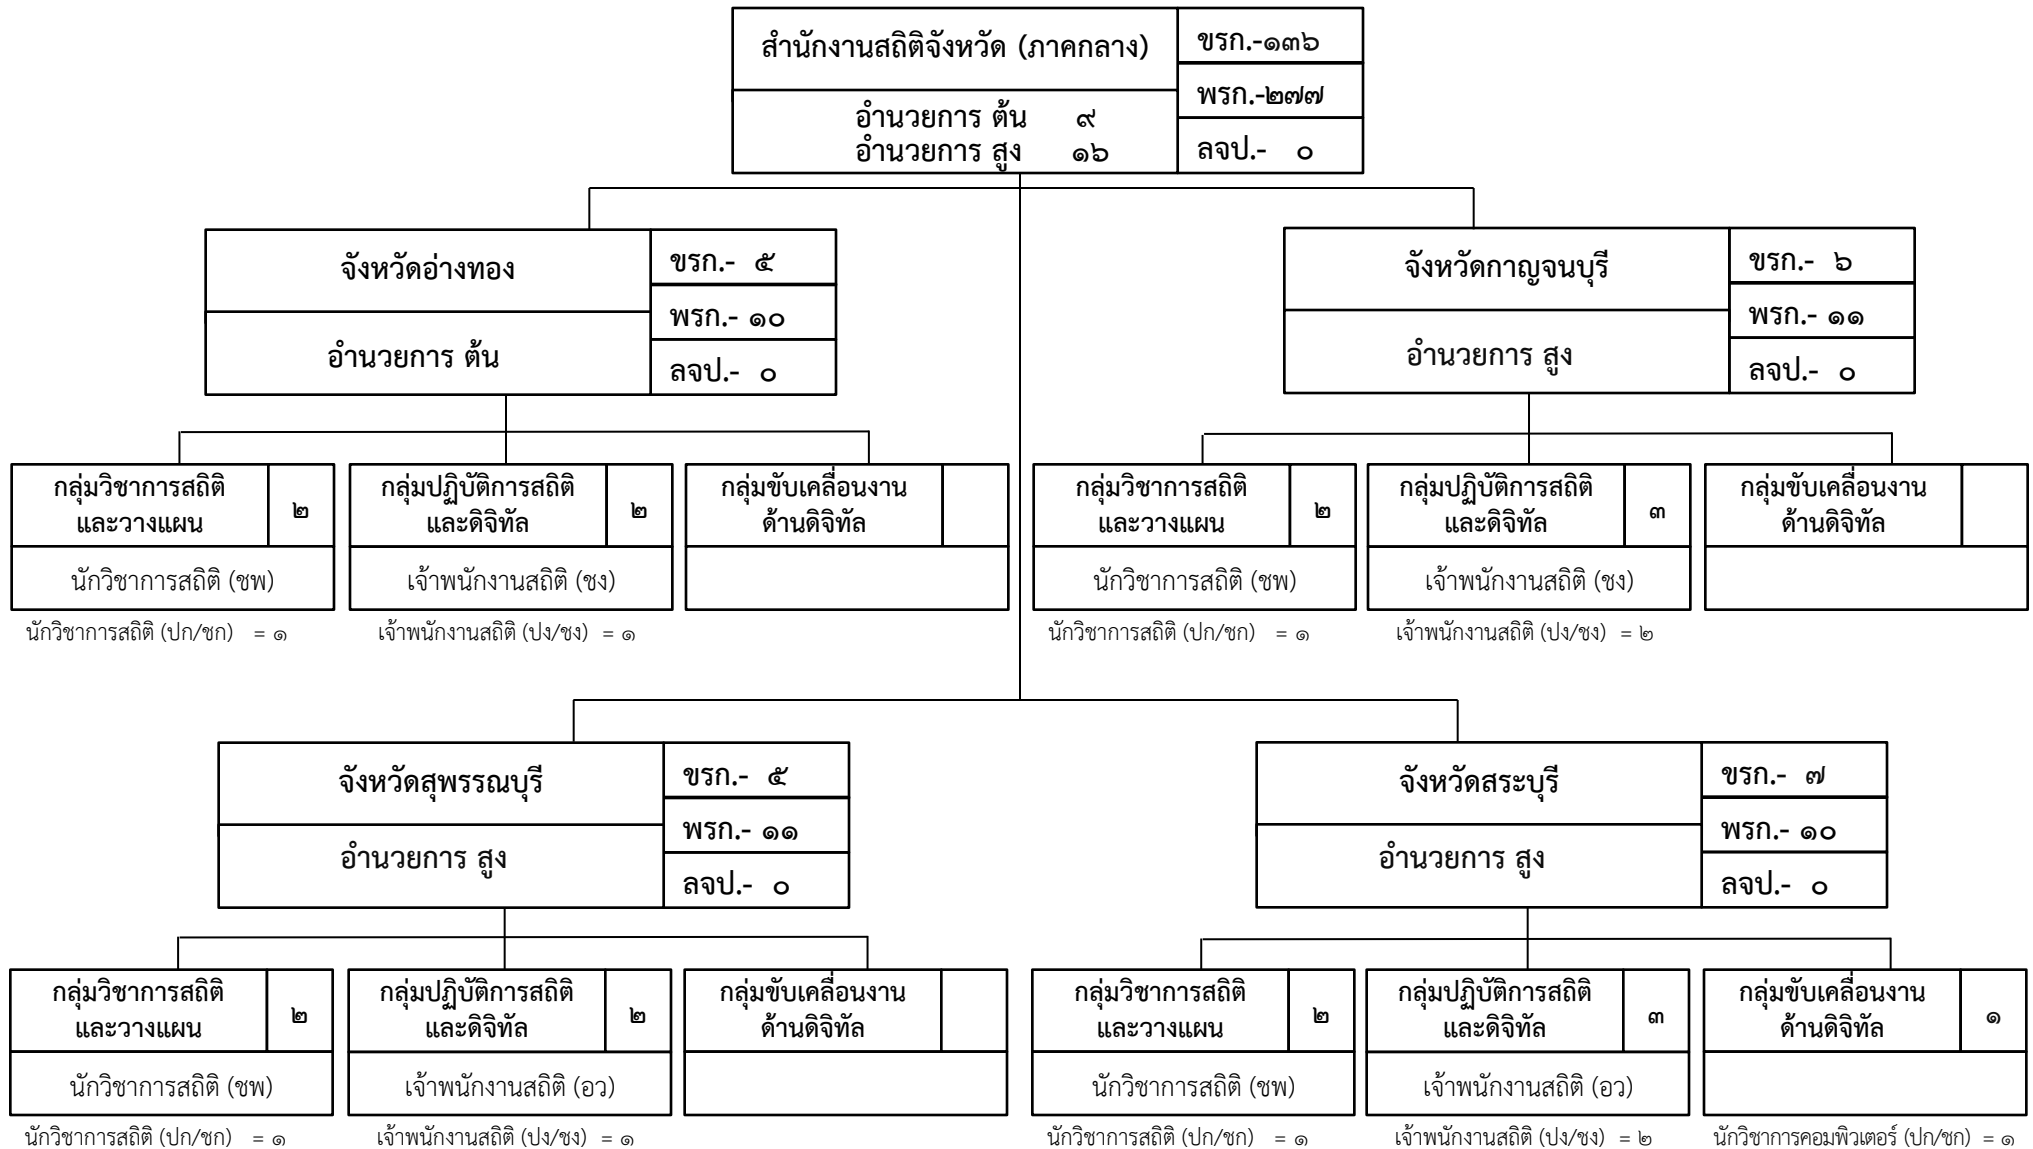 สำนักงานสถิติจังหวัด (ภาคกลาง)
ขรก.-๑๓๖
พรก.-๒๗๗
อำนวยการ ต้น ๙
อำนวยการ สูง ๑๖
ลจป.- ๐
จังหวัดอ่างทอง
ขรก.- ๕
พรก.- ๑๐
อำนวยการ ต้น
ลจป.- ๐
จังหวัดกาญจนบุรี
ขรก.- ๖
พรก.- ๑๑
อำนวยการ สูง
ลจป.- ๐
กลุ่มวิชาการสถิติ
และวางแผน
๒
นักวิชาการสถิติ (ชพ)
นักวิชาการสถิติ (ปก/ชก) = ๑
กลุ่มปฏิบัติการสถิติ
และดิจิทัล
๒
เจ้าพนักงานสถิติ (ชง)
เจ้าพนักงานสถิติ (ปง/ชง) = ๑
กลุ่มขับเคลื่อนงาน
ด้านดิจิทัล
กลุ่มวิชาการสถิติ
และวางแผน
๒
นักวิชาการสถิติ (ชพ)
นักวิชาการสถิติ (ปก/ชก) = ๑
กลุ่มปฏิบัติการสถิติ
และดิจิทัล
๓
เจ้าพนักงานสถิติ (ชง)
เจ้าพนักงานสถิติ (ปง/ชง) = ๒
กลุ่มขับเคลื่อนงาน
ด้านดิจิทัล
จังหวัดสุพรรณบุรี
ขรก.- ๕
พรก.- ๑๑
อำนวยการ สูง
ลจป.- ๐
จังหวัดสระบุรี
ขรก.- ๗
พรก.- ๑๐
อำนวยการ สูง
ลจป.- ๐
กลุ่มวิชาการสถิติ
และวางแผน
๒
นักวิชาการสถิติ (ชพ)
นักวิชาการสถิติ (ปก/ชก) = ๑
กลุ่มปฏิบัติการสถิติ
และดิจิทัล
๒
เจ้าพนักงานสถิติ (อว)
เจ้าพนักงานสถิติ (ปง/ชง) = ๑
กลุ่มขับเคลื่อนงาน
ด้านดิจิทัล
กลุ่มวิชาการสถิติ
และวางแผน
๒
นักวิชาการสถิติ (ชพ)
นักวิชาการสถิติ (ปก/ชก) = ๑
กลุ่มปฏิบัติการสถิติ
และดิจิทัล
๓
เจ้าพนักงานสถิติ (อว)
เจ้าพนักงานสถิติ (ปง/ชง) = ๒
กลุ่มขับเคลื่อนงาน
ด้านดิจิทัล
๑
นักวิชาการคอมพิวเตอร์ (ปก/ชก) = ๑